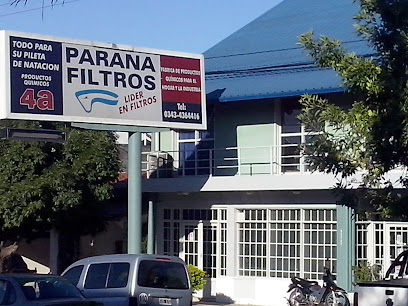 TODO PARA
SU PILETA
DE NATACION
PRODUCTOS
QUIMICOS
4a
PARANA
FILTROS
LIDER
EN FILTROS
FABRICA DE PRODUCTOS
QUÍMICOS PARA EL
HOGAR Y LA INDUSTRIA
Tel:
0343-4364416